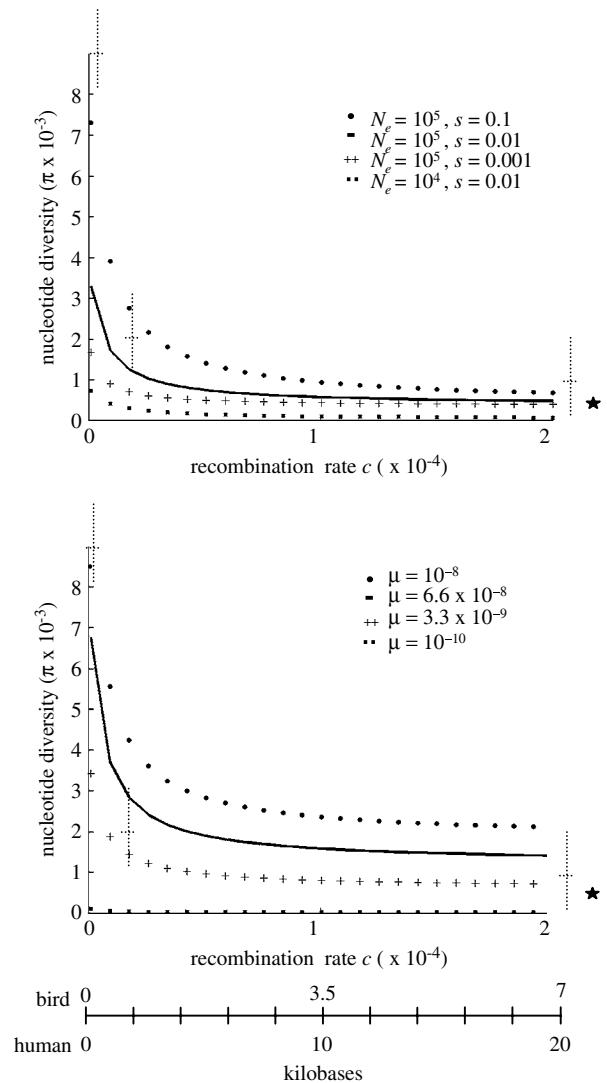 8
7
6
5
4
3
2
1
0
nucleotide diversity (π x 10⁻³)
Nₑ = 10⁵ , s = 0.1
Nₑ = 10⁵ , s = 0.01
Nₑ = 10⁵ , s = 0.001
Nₑ = 10⁴ , s = 0.01
0 1 2
recombination rate c ( x 10⁻⁴)
8
7
6
5
4
3
2
1
0
nucleotide diversity (π x 10⁻³)
μ = 10⁻⁸
μ = 6.6 x 10⁻⁸
μ = 3.3 x 10⁻⁹
μ = 10⁻¹⁰
0 1 2
recombination rate c ( x 10⁻⁴)
bird 0 3.5 7
human 0 10 20
kilobases